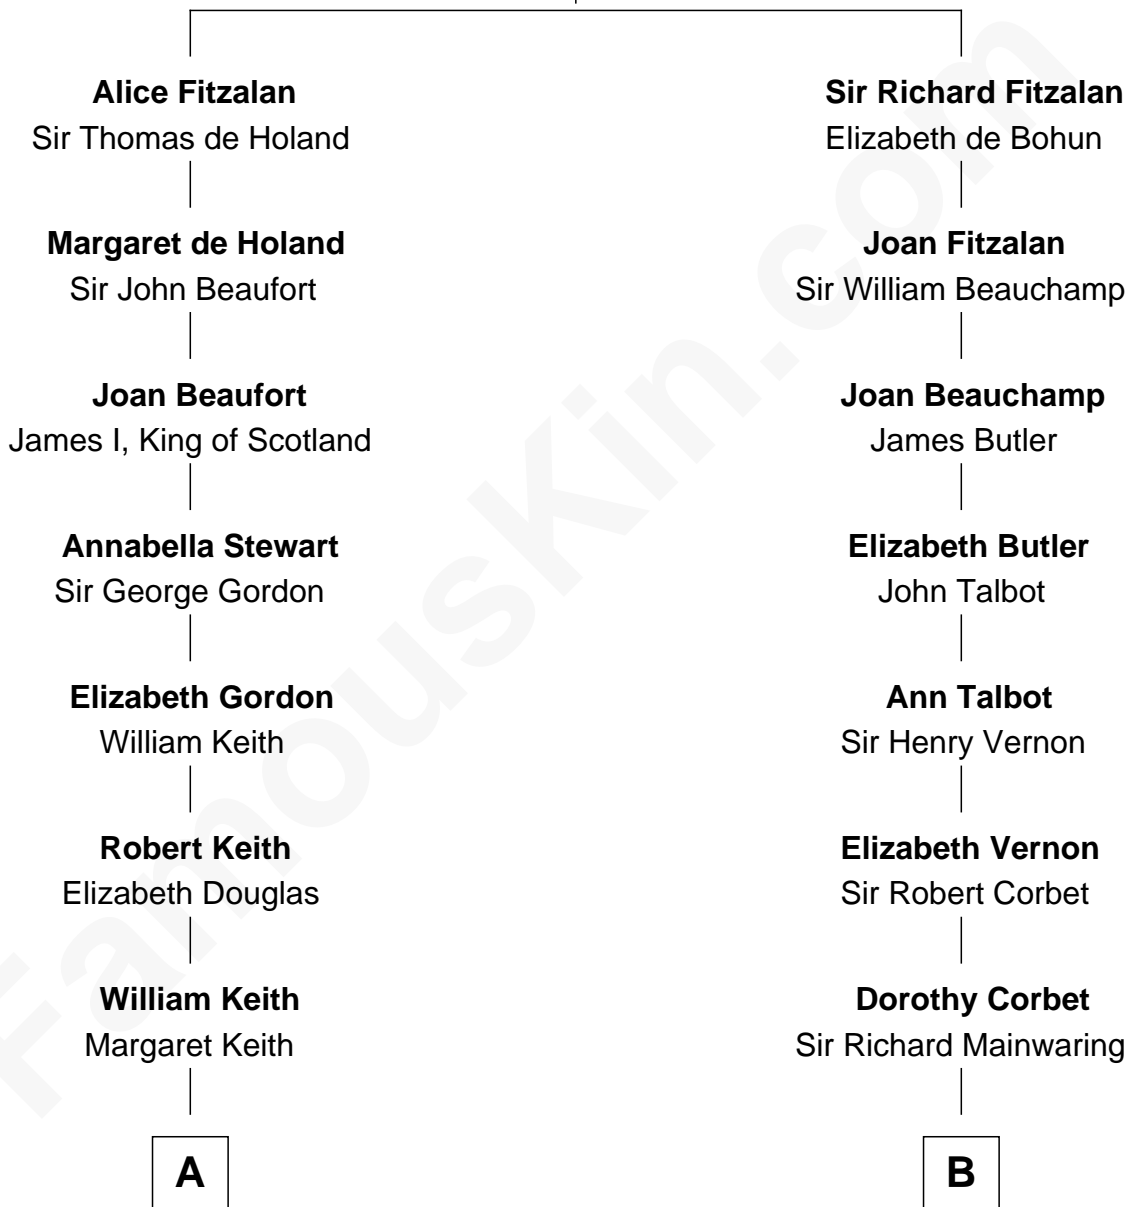 Alice Fitzalan
Sir Thomas de Holand
Margaret de Holand
Sir John Beaufort
Joan Beaufort
James I, King of Scotland
Annabella Stewart
Sir George Gordon
Elizabeth Gordon
William Keith
Robert Keith
Elizabeth Douglas
William Keith
Margaret Keith
A
Sir Richard Fitzalan
Elizabeth de Bohun
Joan Fitzalan
Sir William Beauchamp
Joan Beauchamp
James Butler
Elizabeth Butler
John Talbot
Ann Talbot
Sir Henry Vernon
Elizabeth Vernon
Sir Robert Corbet
Dorothy Corbet
Sir Richard Mainwaring
B
FamousKin.com